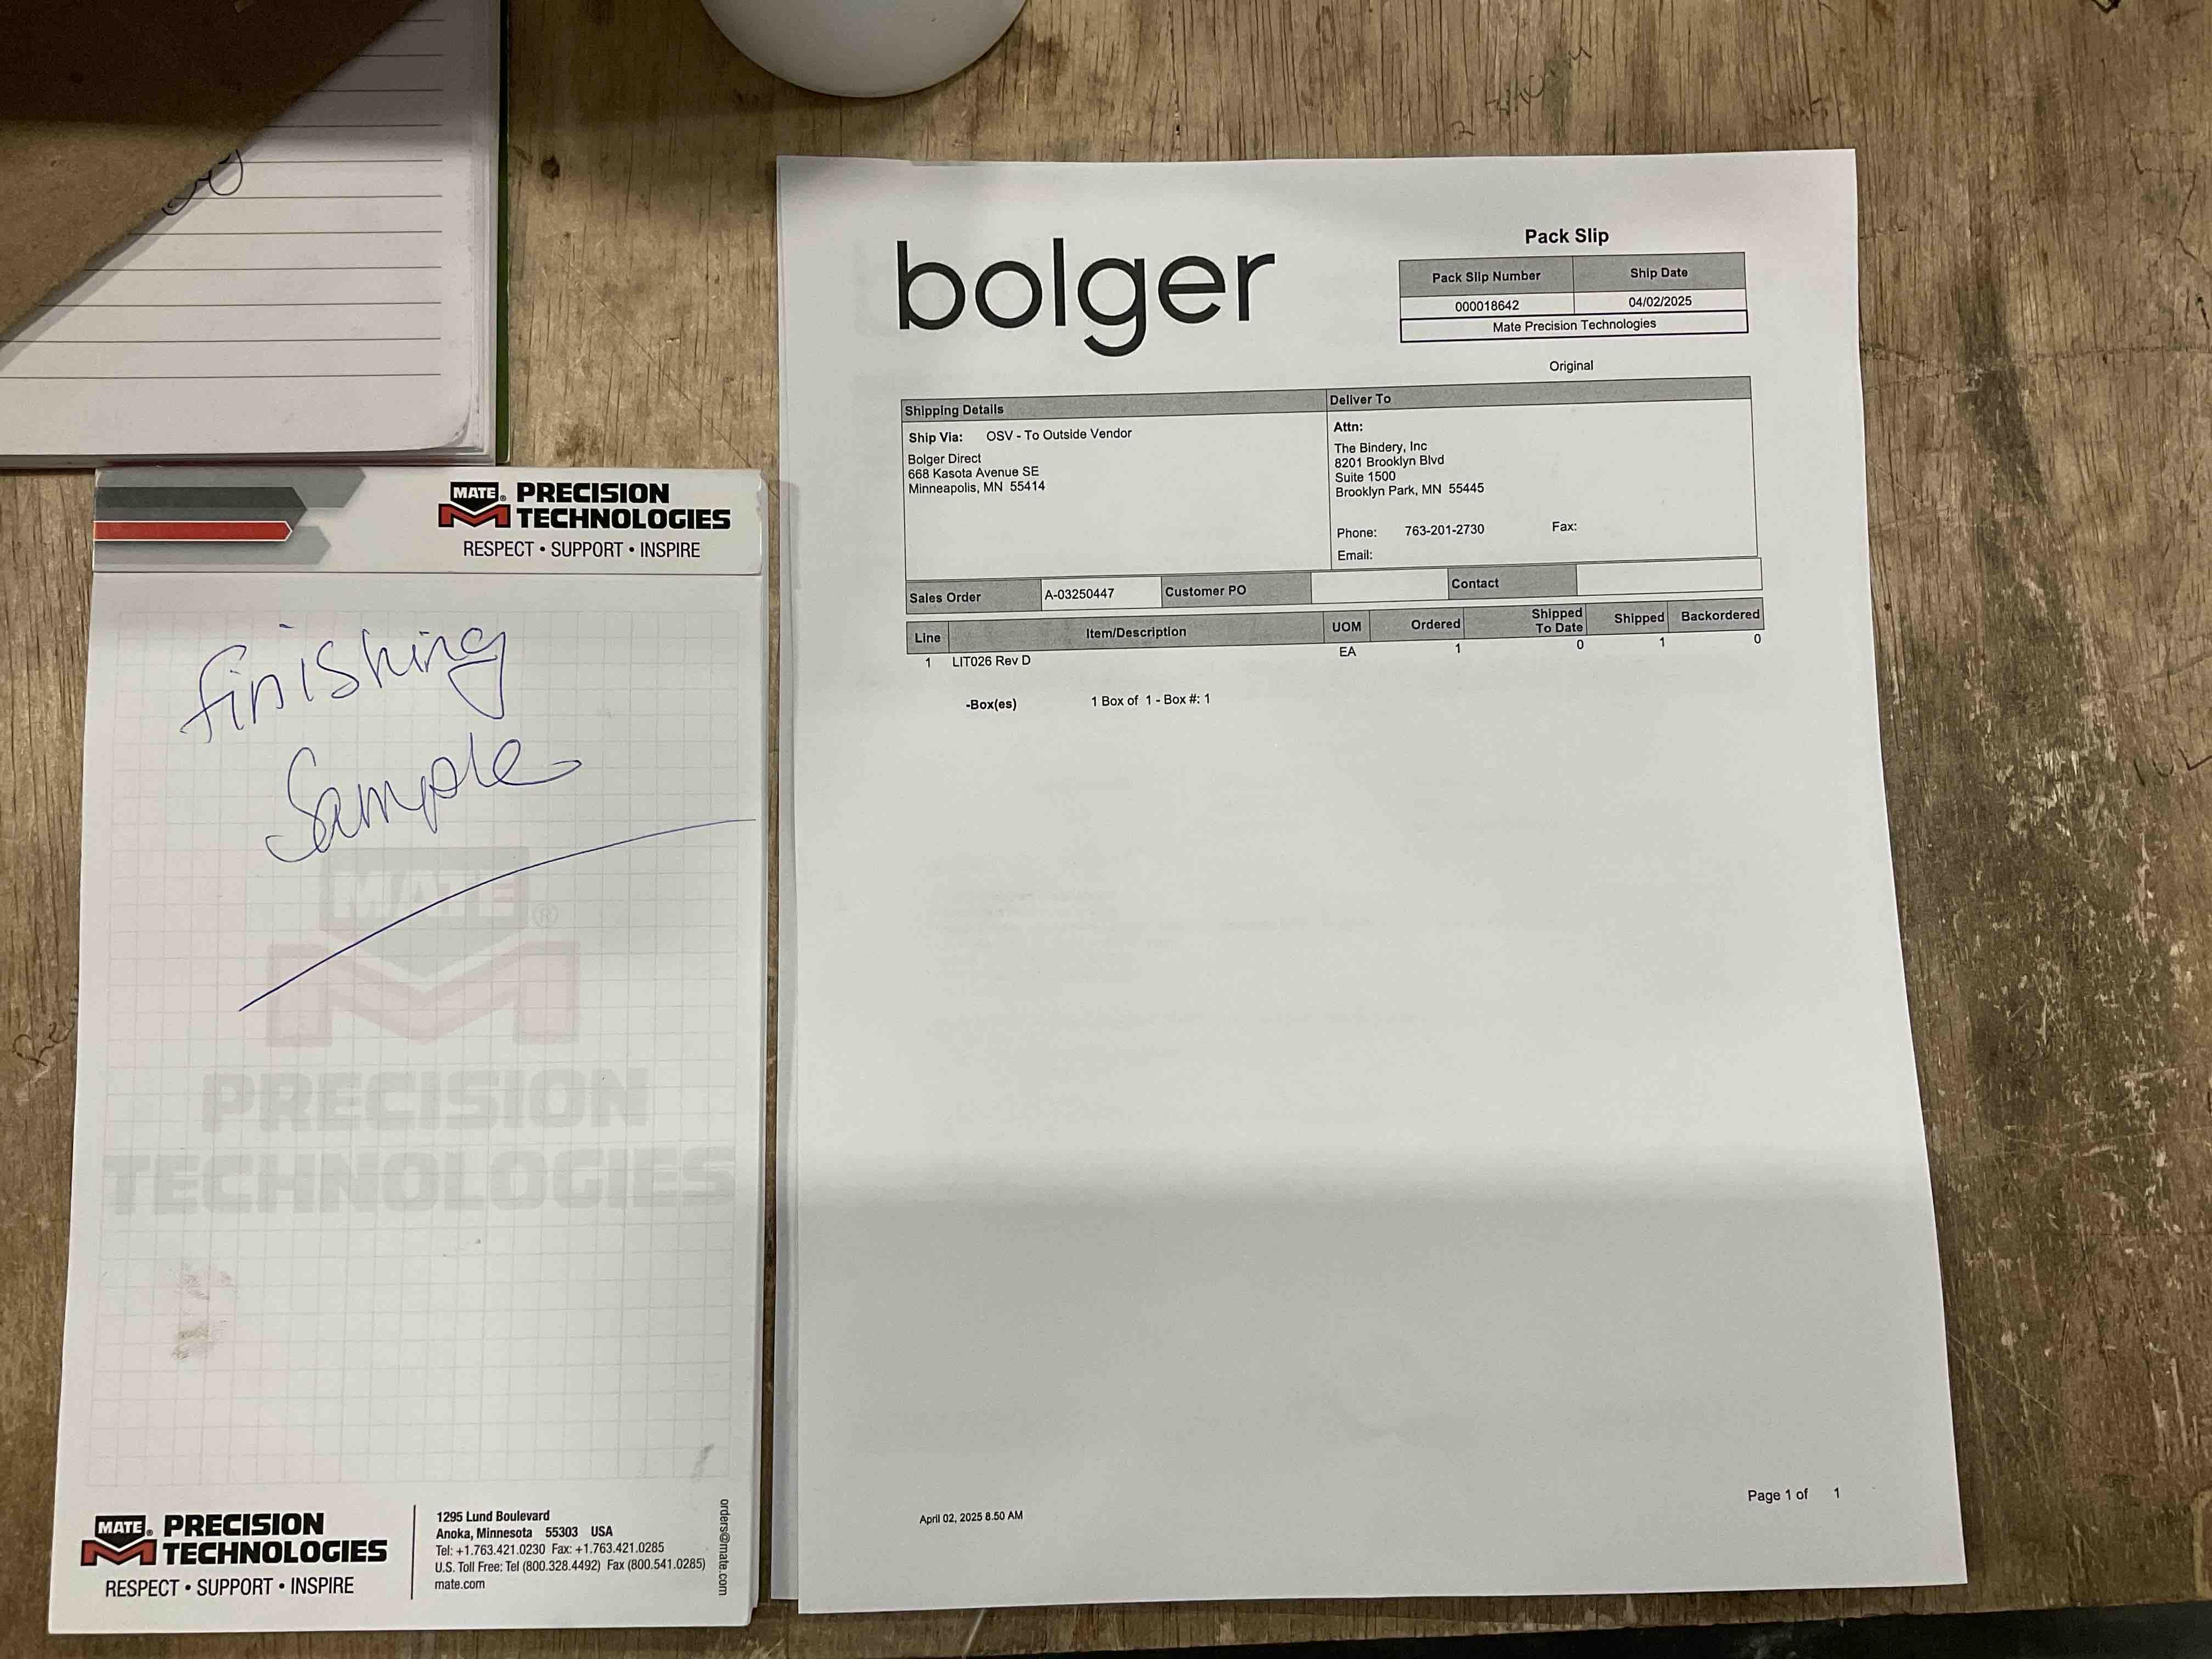 MATE® PRECISION
TECHNOLOGIES
RESPECT • SUPPORT • INSPIRE
finishing
Sample
MATE®
PRECISION
TECHNOLOGIES
MATE® PRECISION
TECHNOLOGIES
RESPECT • SUPPORT • INSPIRE
1295 Lund Boulevard
Anoka, Minnesota 55303 USA
Tel: +1.763.421.0230 Fax: +1.763.421.0285
U.S. Toll Free: Tel (800.328.4492) Fax (800.541.0285)
mate.com
orders@mate.com
bolger
Pack Slip
Pack Slip Number Ship Date
000018642 04/02/2025
Mate Precision Technologies
Original
Shipping Details Deliver To
Ship Via: OSV - To Outside Vendor
Bolger Direct
668 Kasota Avenue SE
Minneapolis, MN 55414
Attn:
The Bindery, Inc
8201 Brooklyn Blvd
Suite 1500
Brooklyn Park, MN 55445
Phone: 763-201-2730 Fax:
Email:
Sales Order A-03250447 Customer PO Contact
Line Item/Description UOM Ordered Shipped To Date Shipped Backordered
1 LIT026 Rev D EA 1 0 1 0
-Box(es) 1 Box of 1 - Box #: 1
April 02, 2025 8.50 AM
Page 1 of 1